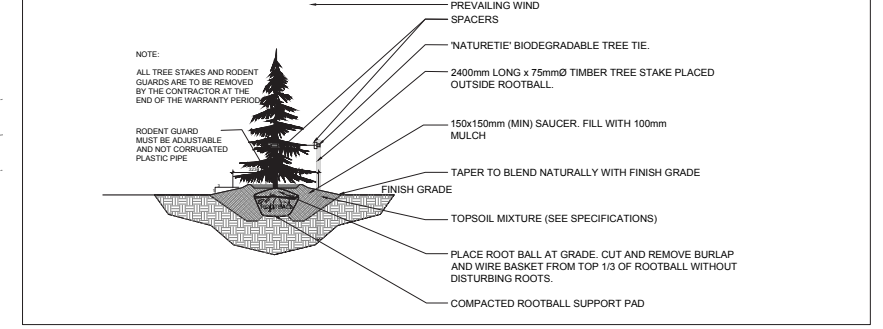 PREVAILING WIND
SPACERS
'NATURETIE' BIODEGRADABLE TREE TIE.
2400mm LONG x 75mmØ TIMBER TREE STAKE PLACED
OUTSIDE ROOTBALL.
150x150mm (MIN) SAUCER. FILL WITH 100mm
MULCH
TAPER TO BLEND NATURALLY WITH FINISH GRADE
FINISH GRADE
TOPSOIL MIXTURE (SEE SPECIFICATIONS)
PLACE ROOT BALL AT GRADE. CUT AND REMOVE BURLAP
AND WIRE BASKET FROM TOP 1/3 OF ROOTBALL WITHOUT
DISTURBING ROOTS.
COMPACTED ROOTBALL SUPPORT PAD
NOTE:
ALL TREE STAKES AND RODENT
GUARDS ARE TO BE REMOVED
BY THE CONTRACTOR AT THE
END OF THE WARRANTY PERIOD
RODENT GUARD
MUST BE ADJUSTABLE
AND NOT CORRUGATED
PLASTIC PIPE